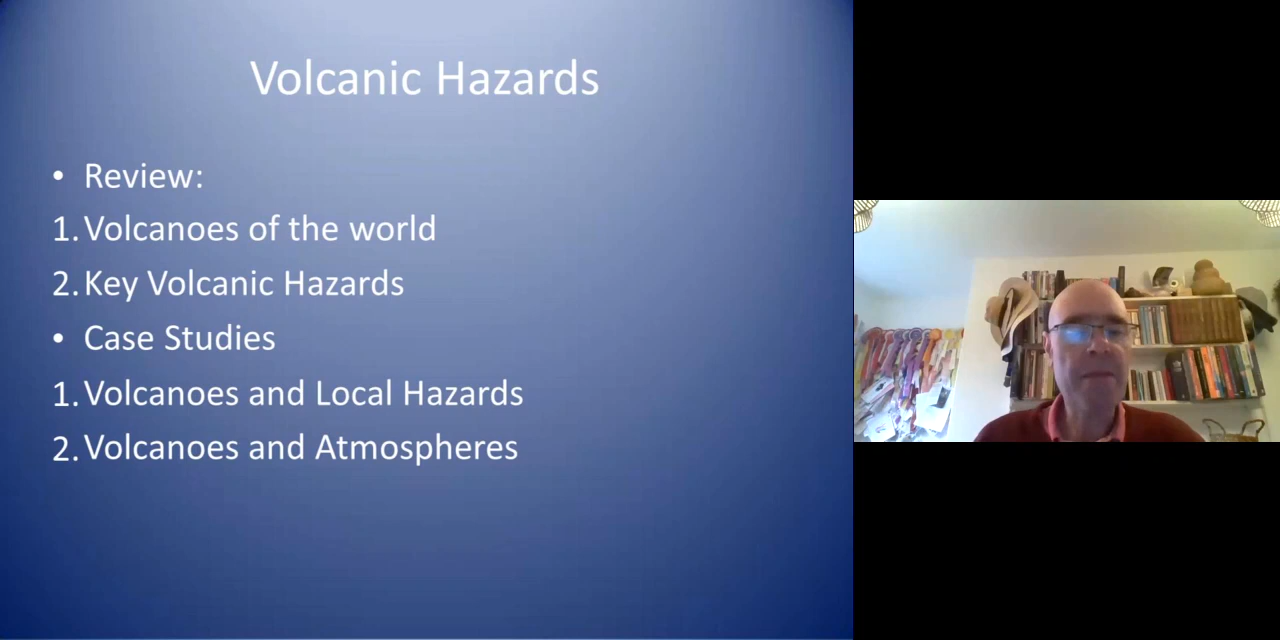 Volcanic Hazards
• Review:
1. Volcanoes of the world
2. Key Volcanic Hazards
• Case Studies
1. Volcanoes and Local Hazards
2. Volcanoes and Atmospheres